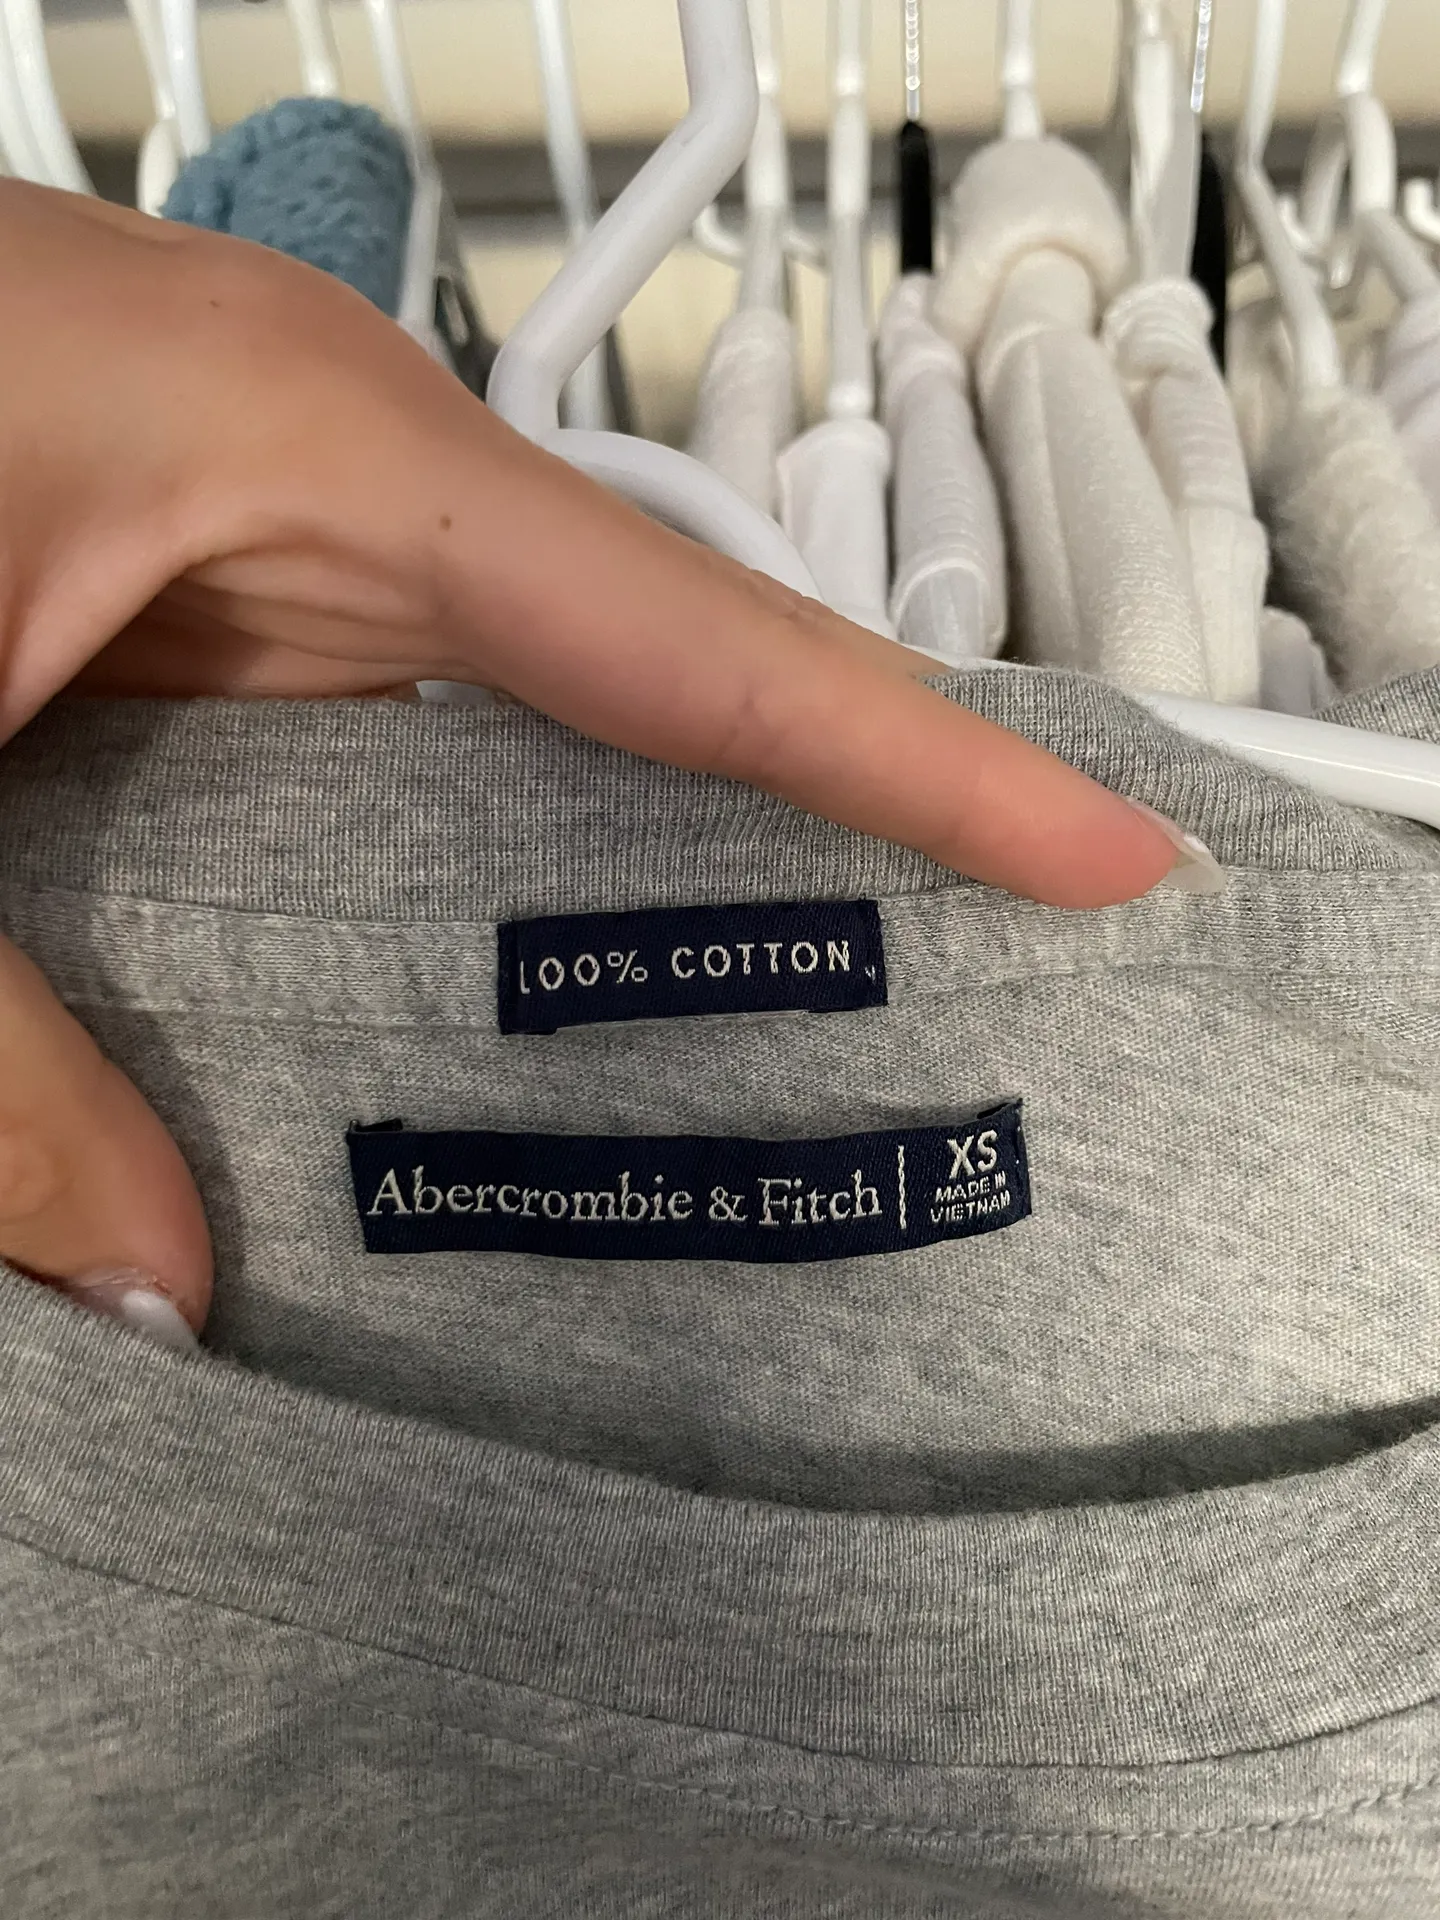 100% COTTON
Abercrombie & Fitch | XS
MADE IN
VIETNAM